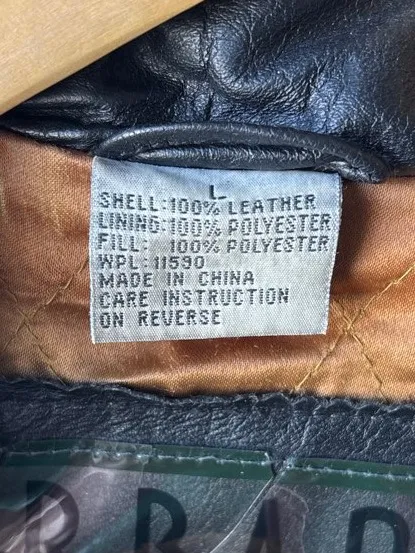 L
SHELL:100% LEATHER
LINING:100% POLYESTER
FILL: 100% POLYESTER
WPL:11590
MADE IN CHINA
CARE INSTRUCTION
ON REVERSE